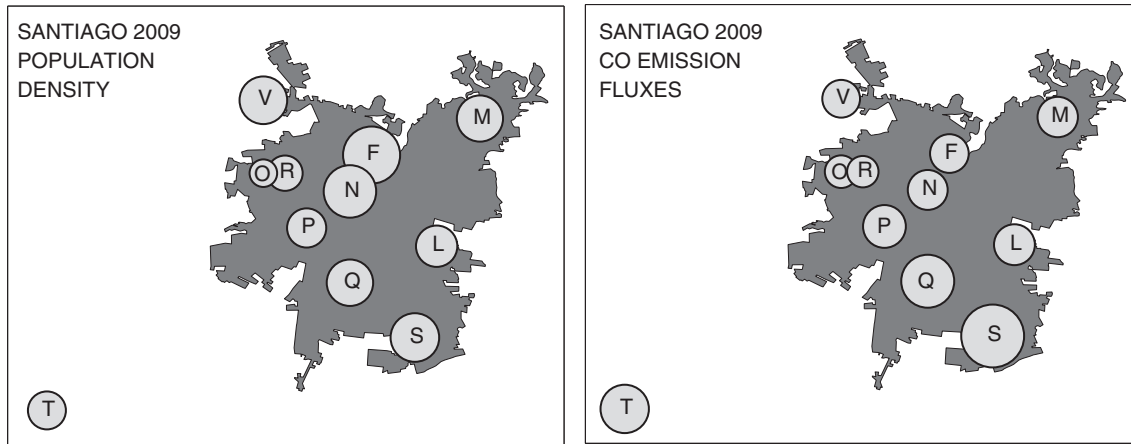 SANTIAGO 2009
POPULATION
DENSITY
V
M
F
O
R
N
P
L
Q
S
T
SANTIAGO 2009
CO EMISSION
FLUXES
V
M
F
O
R
N
P
L
Q
S
T